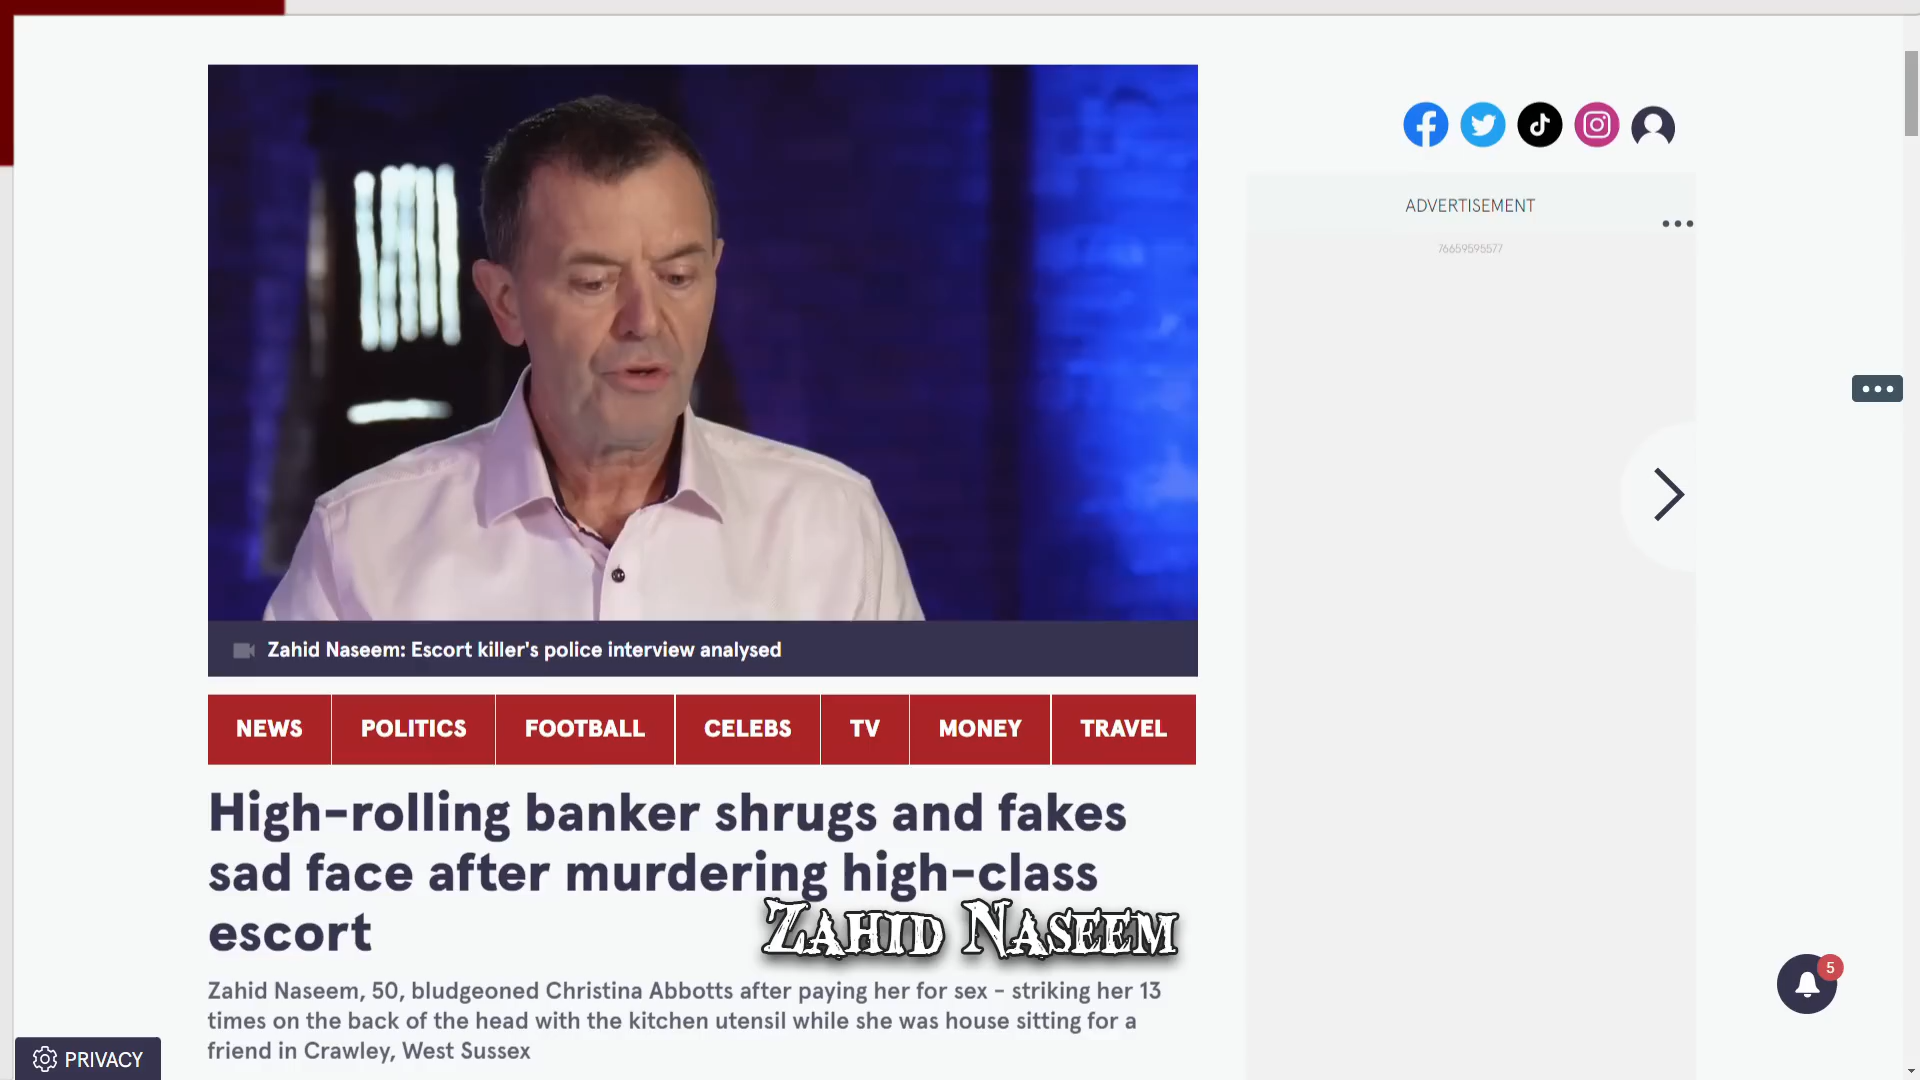 ADVERTISEMENT
76659595577
Zahid Naseem: Escort killer's police interview analysed
NEWS
POLITICS
FOOTBALL
CELEBS
TV
MONEY
TRAVEL
High-rolling banker shrugs and fakes
sad face after murdering high-class
escort
Zahid Naseem
Zahid Naseem, 50, bludgeoned Christina Abbotts after paying her for sex - striking her 13
times on the back of the head with the kitchen utensil while she was house sitting for a
friend in Crawley, West Sussex
5
PRIVACY